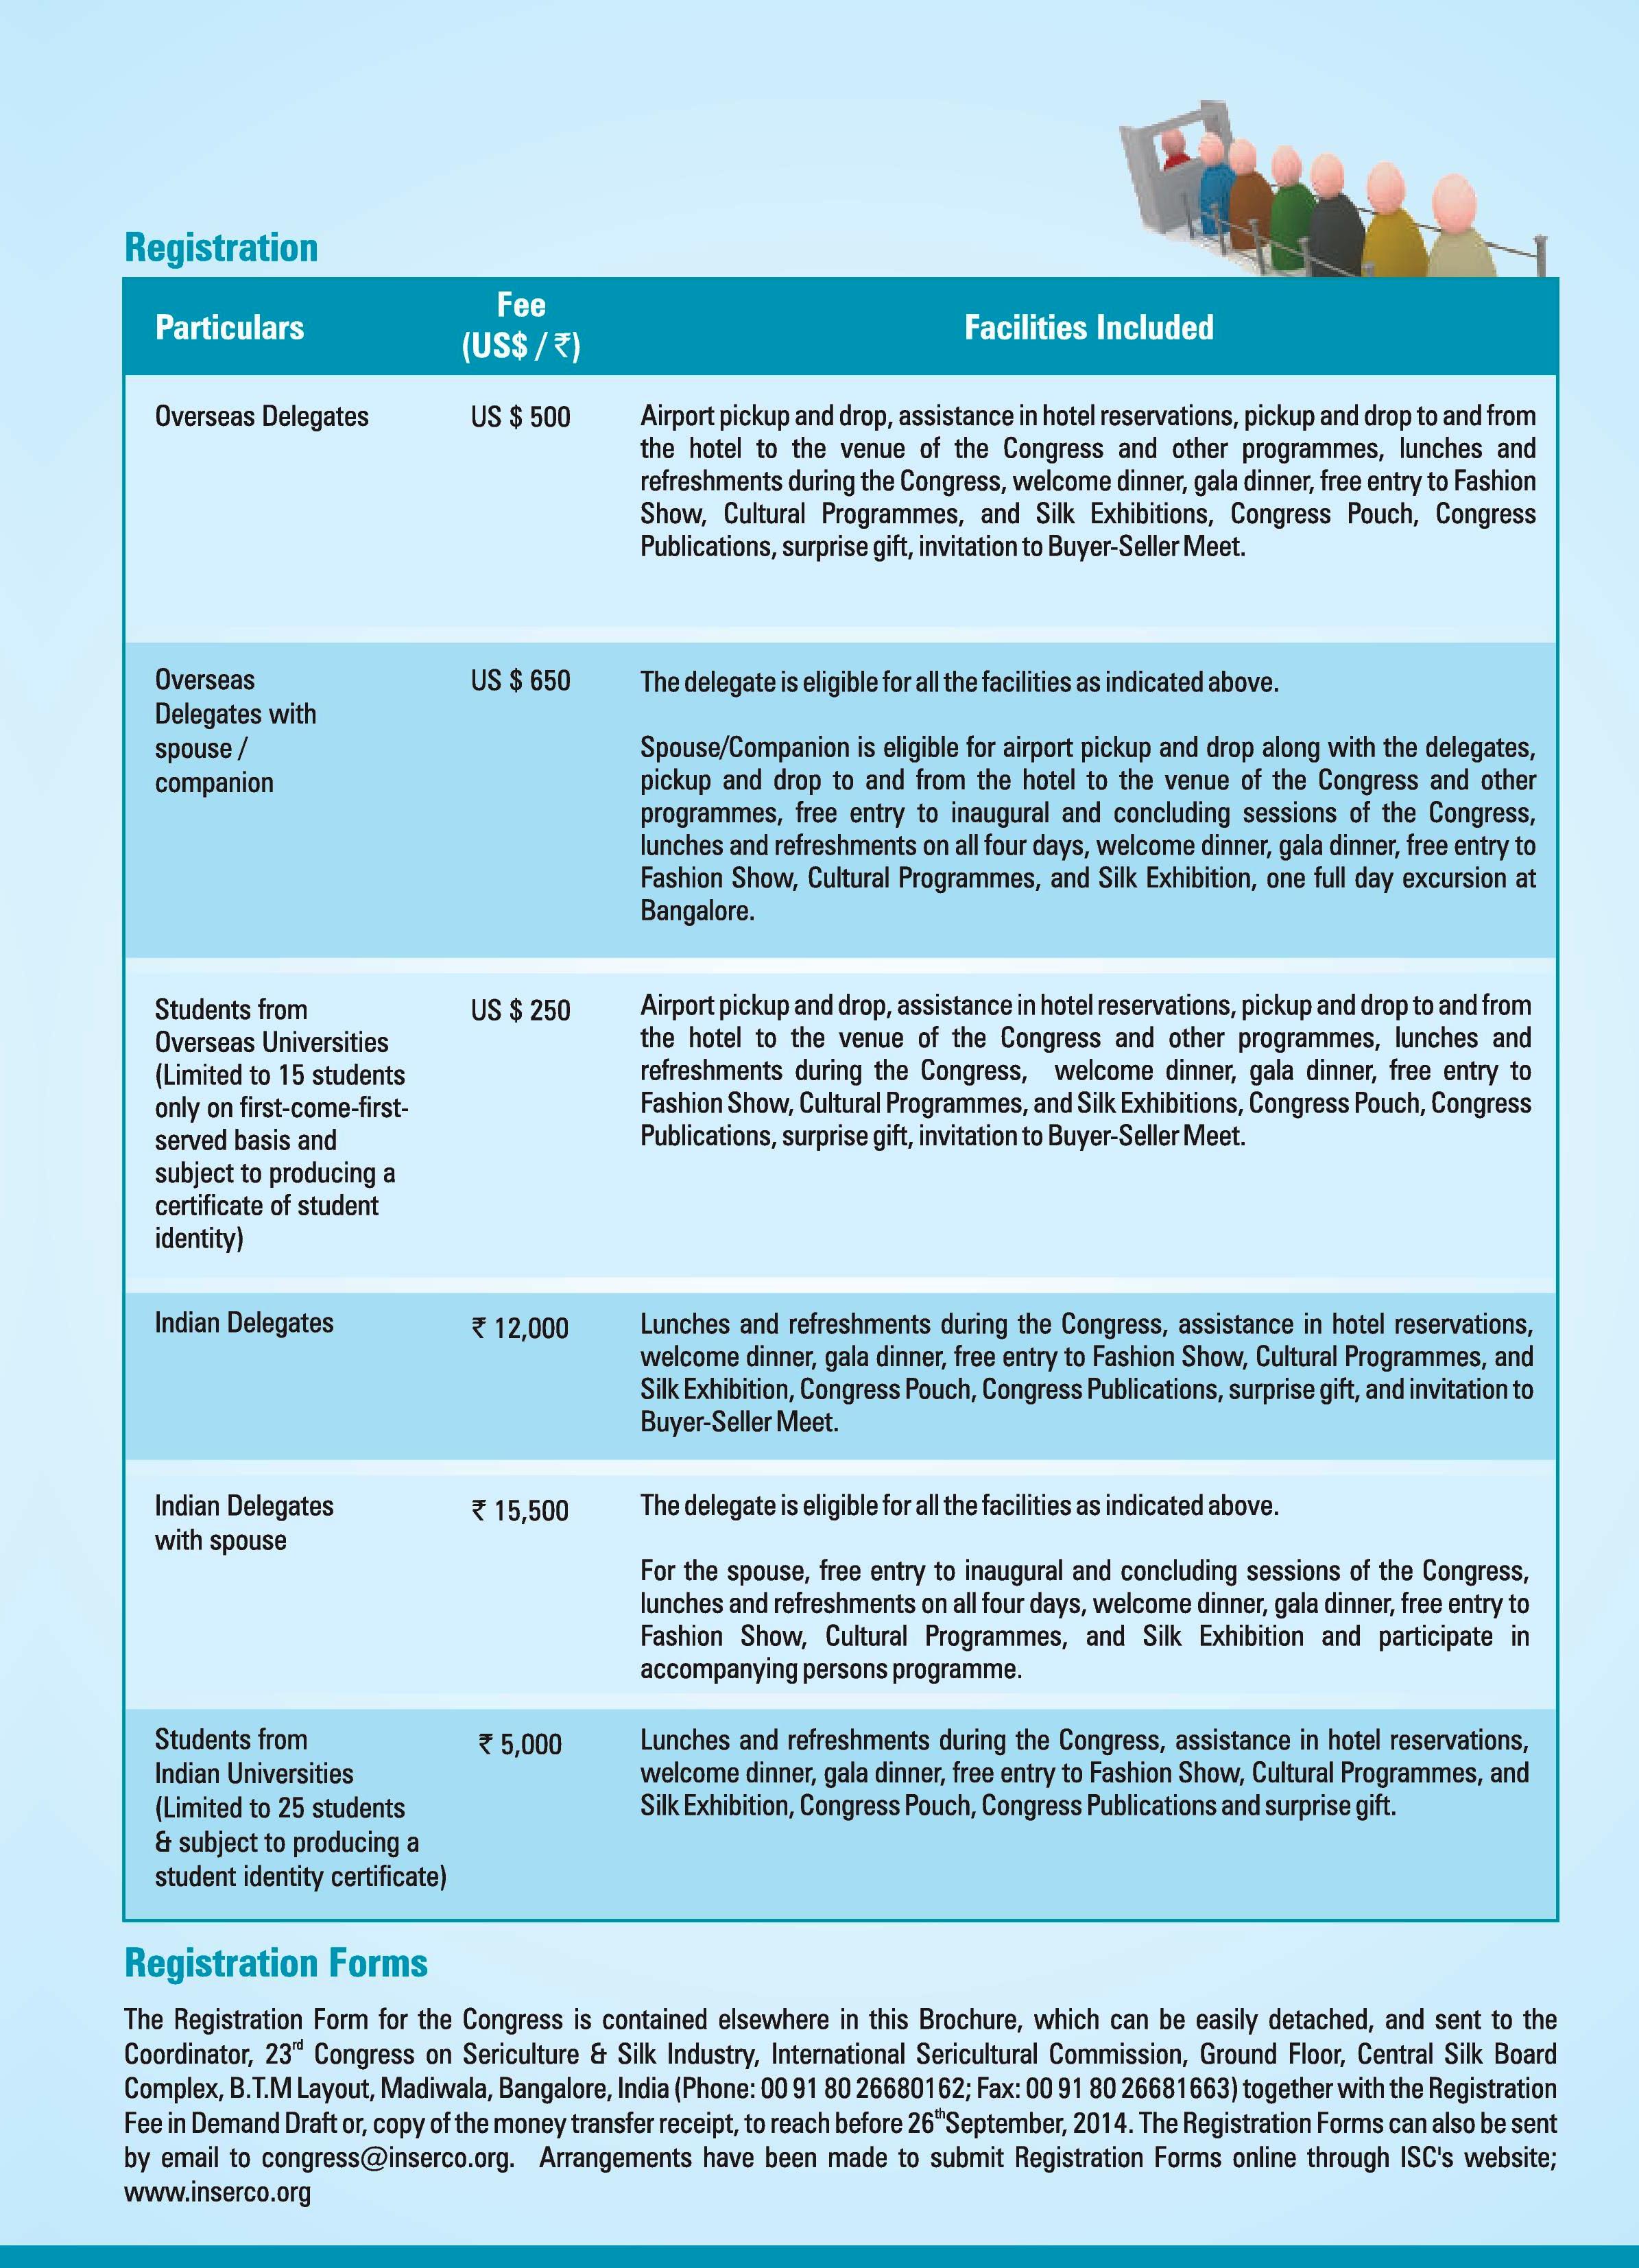 Registration
Particulars
Fee
(US$ / ₹)
Facilities Included
Overseas Delegates
US $ 500
Airport pickup and drop, assistance in hotel reservations, pickup and drop to and from
the hotel to the venue of the Congress and other programmes, lunches and
refreshments during the Congress, welcome dinner, gala dinner, free entry to Fashion
Show, Cultural Programmes, and Silk Exhibitions, Congress Pouch, Congress
Publications, surprise gift, invitation to Buyer-Seller Meet.
Overseas
Delegates with
spouse /
companion
US $ 650
The delegate is eligible for all the facilities as indicated above.
Spouse/Companion is eligible for airport pickup and drop along with the delegates,
pickup and drop to and from the hotel to the venue of the Congress and other
programmes, free entry to inaugural and concluding sessions of the Congress,
lunches and refreshments on all four days, welcome dinner, gala dinner, free entry to
Fashion Show, Cultural Programmes, and Silk Exhibition, one full day excursion at
Bangalore.
Students from
Overseas Universities
(Limited to 15 students
only on first-come-first-
served basis and
subject to producing a
certificate of student
identity)
US $ 250
Airport pickup and drop, assistance in hotel reservations, pickup and drop to and from
the hotel to the venue of the Congress and other programmes, lunches and
refreshments during the Congress, welcome dinner, gala dinner, free entry to
Fashion Show, Cultural Programmes, and Silk Exhibitions, Congress Pouch, Congress
Publications, surprise gift, invitation to Buyer-Seller Meet.
Indian Delegates
₹ 12,000
Lunches and refreshments during the Congress, assistance in hotel reservations,
welcome dinner, gala dinner, free entry to Fashion Show, Cultural Programmes, and
Silk Exhibition, Congress Pouch, Congress Publications, surprise gift, and invitation to
Buyer-Seller Meet.
Indian Delegates
with spouse
₹ 15,500
The delegate is eligible for all the facilities as indicated above.
For the spouse, free entry to inaugural and concluding sessions of the Congress,
lunches and refreshments on all four days, welcome dinner, gala dinner, free entry to
Fashion Show, Cultural Programmes, and Silk Exhibition and participate in
accompanying persons programme.
Students from
Indian Universities
(Limited to 25 students
& subject to producing a
student identity certificate)
₹ 5,000
Lunches and refreshments during the Congress, assistance in hotel reservations,
welcome dinner, gala dinner, free entry to Fashion Show, Cultural Programmes, and
Silk Exhibition, Congress Pouch, Congress Publications and surprise gift.
Registration Forms
The Registration Form for the Congress is contained elsewhere in this Brochure, which can be easily detached, and sent to the
Coordinator, 23rd Congress on Sericulture & Silk Industry, International Sericultural Commission, Ground Floor, Central Silk Board
Complex, B.T.M Layout, Madiwala, Bangalore, India (Phone: 00 91 80 26680162; Fax: 00 91 80 26681663) together with the Registration
Fee in Demand Draft or, copy of the money transfer receipt, to reach before 26th September, 2014. The Registration Forms can also be sent
by email to congress@inserco.org. Arrangements have been made to submit Registration Forms online through ISC's website;
www.inserco.org